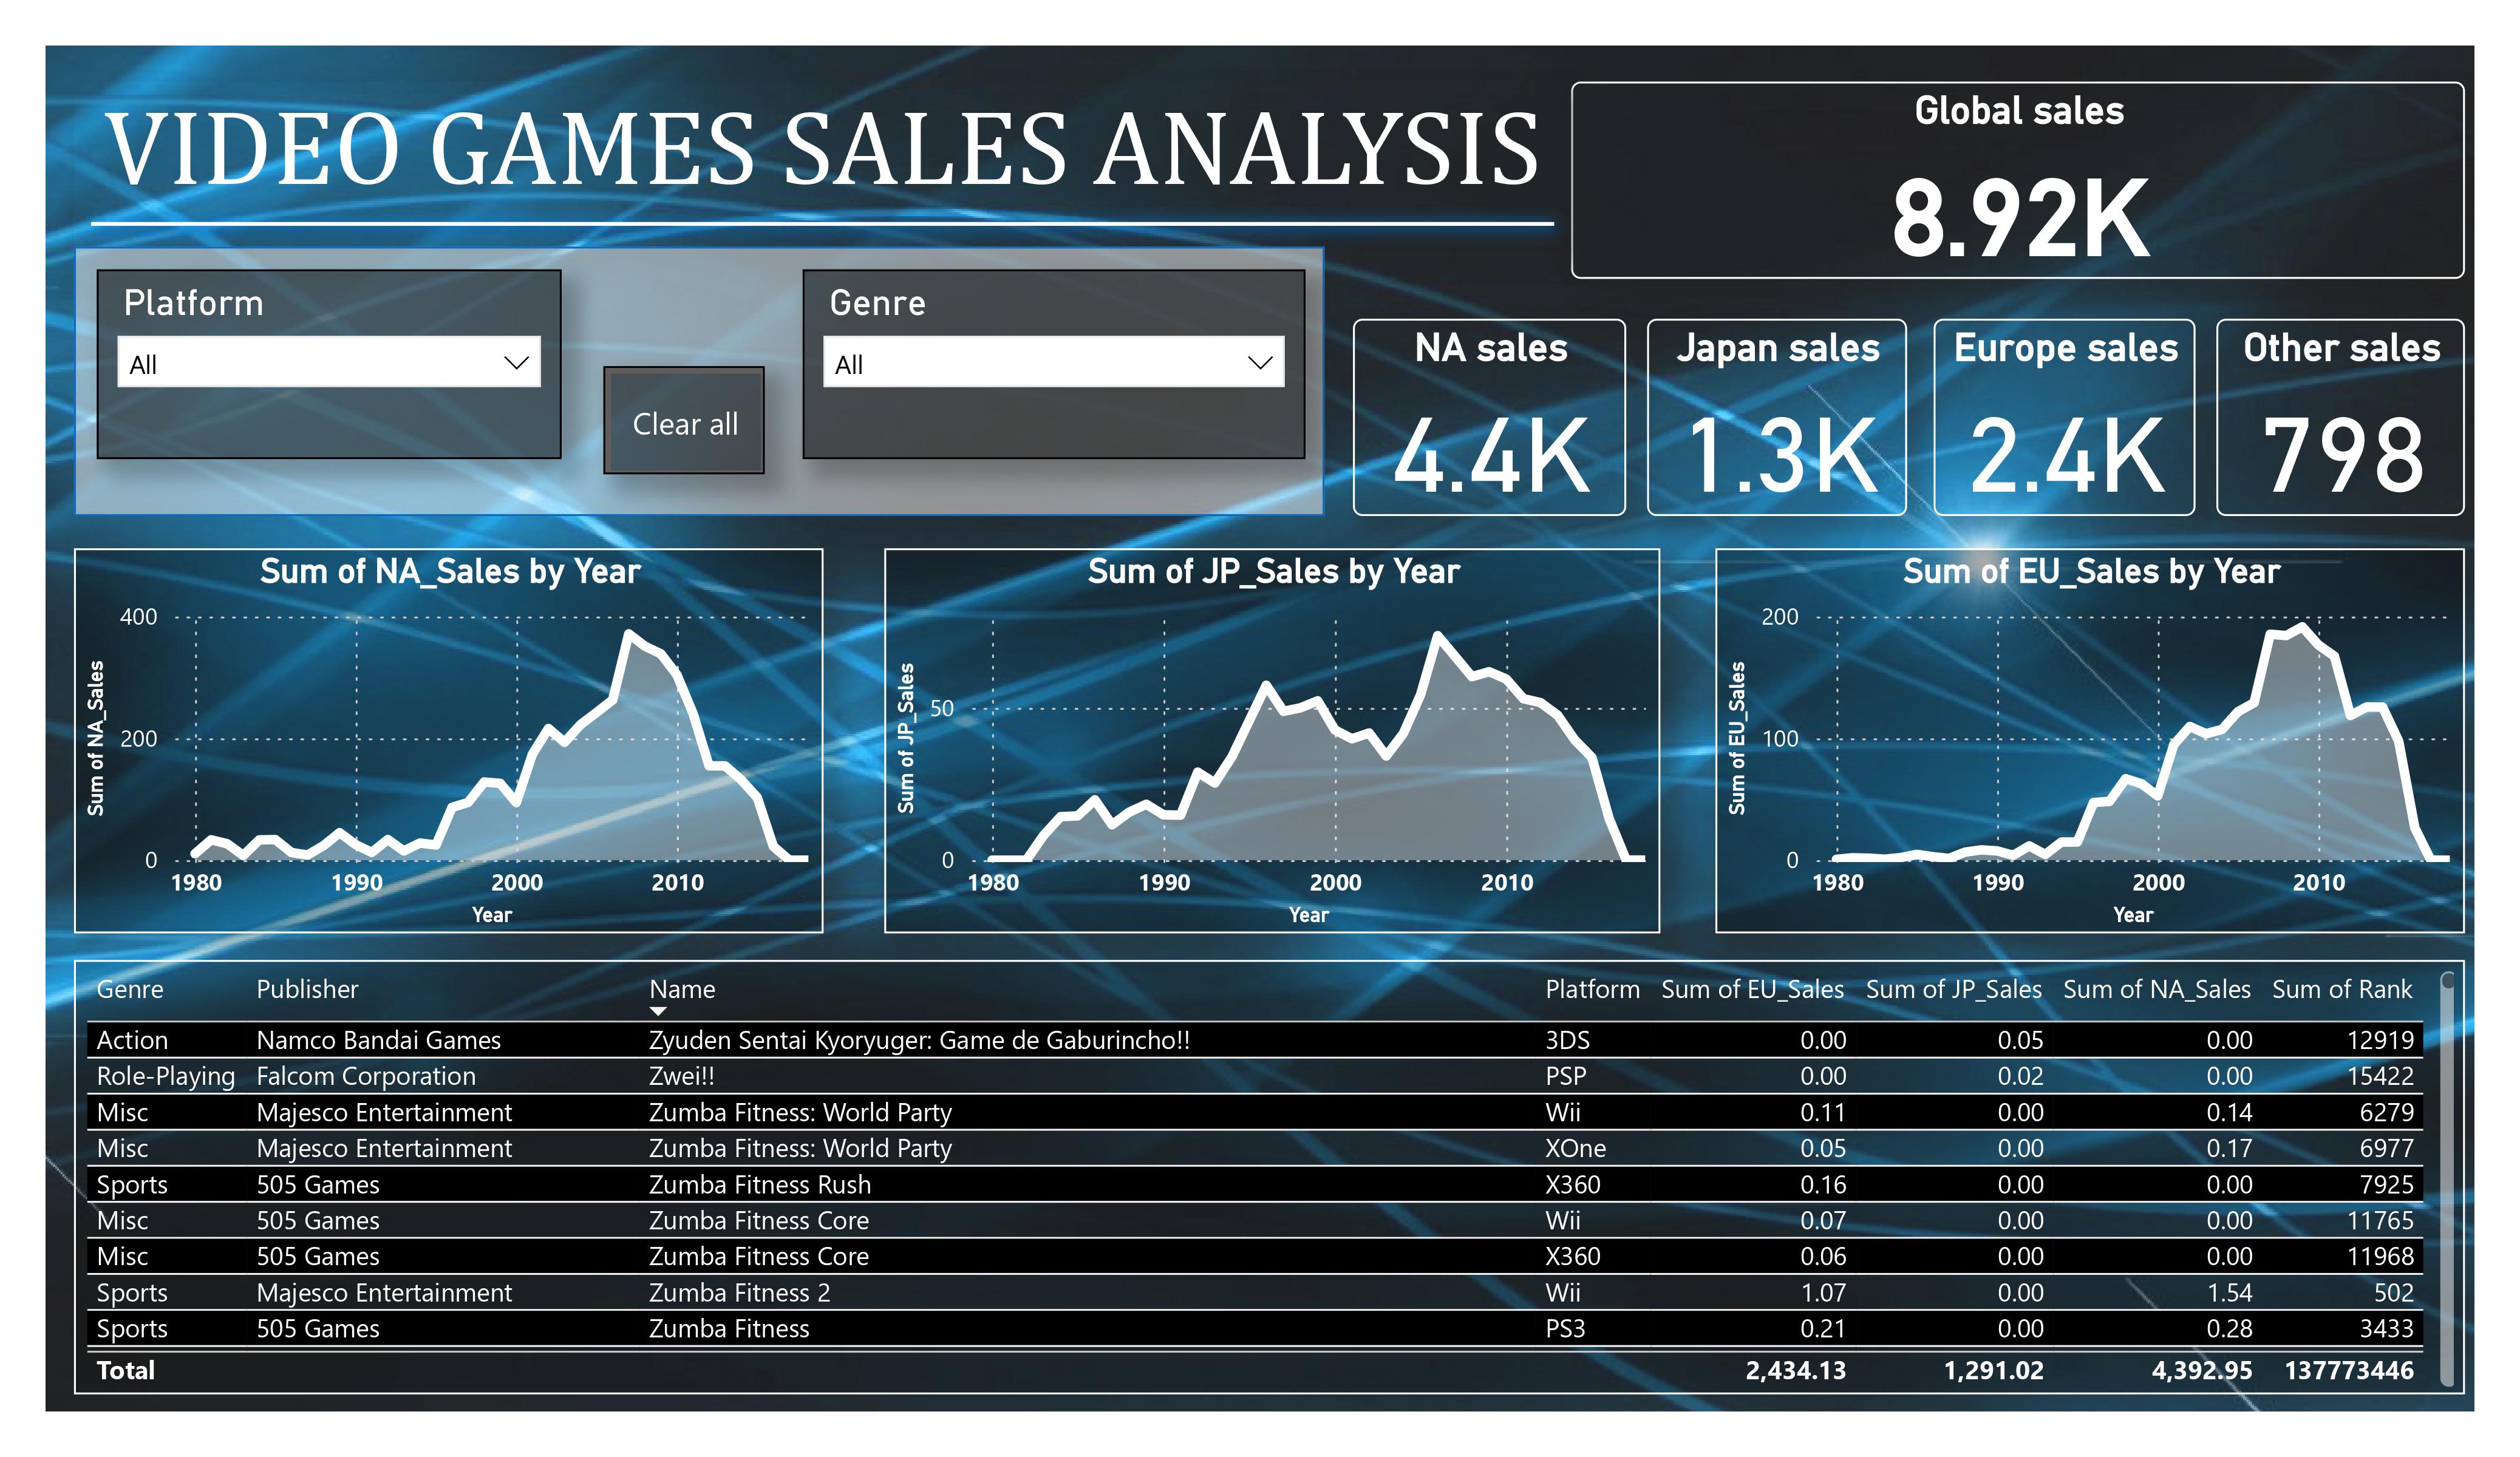 VIDEO GAMES SALES ANALYSIS
Global sales
8.92K
Platform
All
Clear all
Genre
All
NA sales
4.4K
Japan sales
1.3K
Europe sales
2.4K
Other sales
798
Sum of NA_Sales by Year
Sum of NA_Sales
400
200
0
1980 1990 2000 2010
Year
Sum of JP_Sales by Year
Sum of JP_Sales
50
0
1980 1990 2000 2010
Year
Sum of EU_Sales by Year
Sum of EU_Sales
200
100
0
1980 1990 2000 2010
Year
Genre Publisher Name Platform Sum of EU_Sales Sum of JP_Sales Sum of NA_Sales Sum of Rank
Action Namco Bandai Games Zyuden Sentai Kyoryuger: Game de Gaburincho!! 3DS 0.00 0.05 0.00 12919
Role-Playing Falcom Corporation Zwei!! PSP 0.00 0.02 0.00 15422
Misc Majesco Entertainment Zumba Fitness: World Party Wii 0.11 0.00 0.14 6279
Misc Majesco Entertainment Zumba Fitness: World Party XOne 0.05 0.00 0.17 6977
Sports 505 Games Zumba Fitness Rush X360 0.16 0.00 0.00 7925
Misc 505 Games Zumba Fitness Core Wii 0.07 0.00 0.00 11765
Misc 505 Games Zumba Fitness Core X360 0.06 0.00 0.00 11968
Sports Majesco Entertainment Zumba Fitness 2 Wii 1.07 0.00 1.54 502
Sports 505 Games Zumba Fitness PS3 0.21 0.00 0.28 3433
Total 2,434.13 1,291.02 4,392.95 137773446